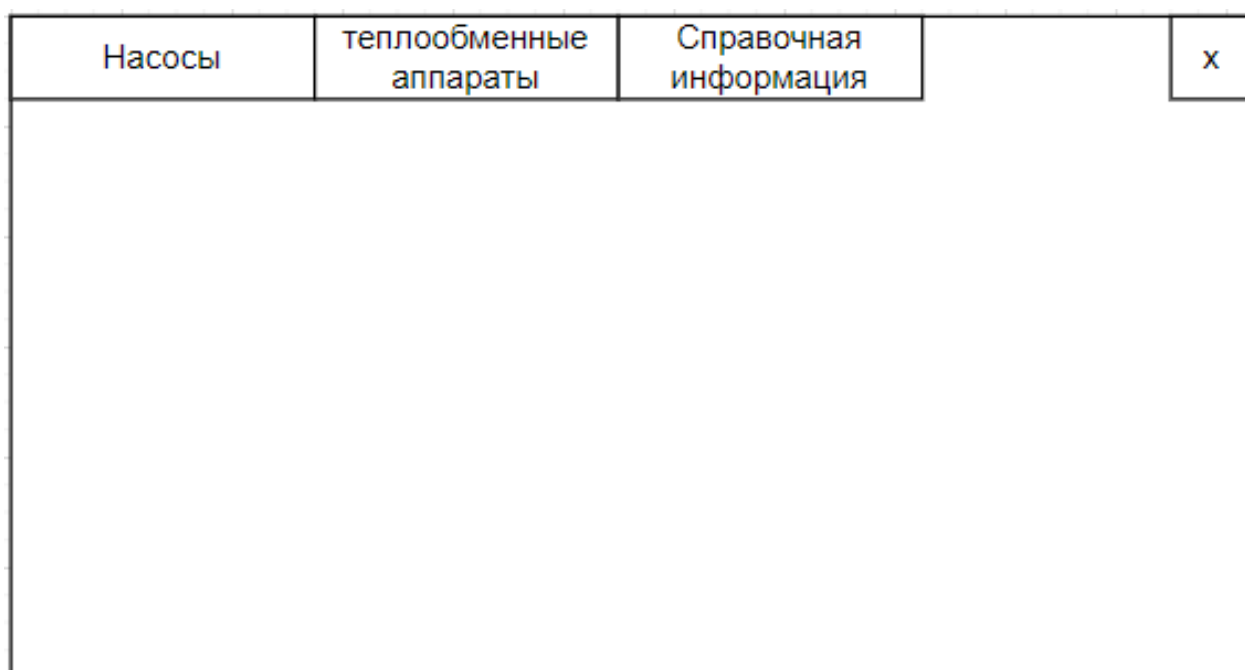 Насосы
теплообменные
аппараты
Справочная
информация
x